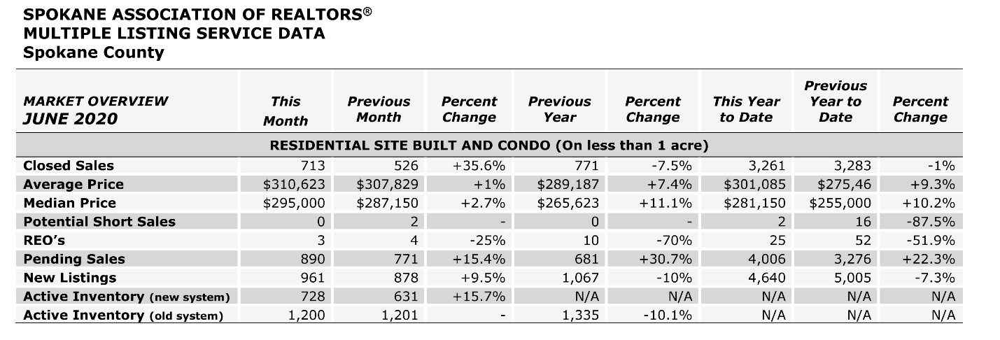 SPOKANE ASSOCIATION OF REALTORS®
MULTIPLE LISTING SERVICE DATA
Spokane County
MARKET OVERVIEW JUNE 2020 This Month Previous Month Percent Change Previous Year Percent Change This Year to Date Previous Year to Date Percent Change
RESIDENTIAL SITE BUILT AND CONDO (On less than 1 acre)
Closed Sales 713 526 +35.6% 771 -7.5% 3,261 3,283 -1%
Average Price $310,623 $307,829 +1% $289,187 +7.4% $301,085 $275,46 +9.3%
Median Price $295,000 $287,150 +2.7% $265,623 +11.1% $281,150 $255,000 +10.2%
Potential Short Sales 0 2 - 0 - 2 16 -87.5%
REO’s 3 4 -25% 10 -70% 25 52 -51.9%
Pending Sales 890 771 +15.4% 681 +30.7% 4,006 3,276 +22.3%
New Listings 961 878 +9.5% 1,067 -10% 4,640 5,005 -7.3%
Active Inventory (new system) 728 631 +15.7% N/A N/A N/A N/A N/A
Active Inventory (old system) 1,200 1,201 - 1,335 -10.1% N/A N/A N/A